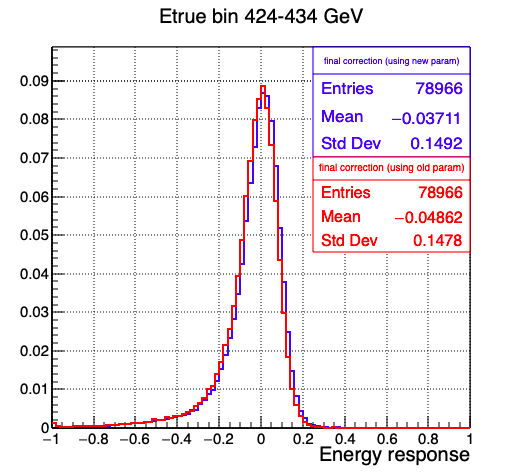 Etrue bin 424-434 GeV
final correction (using new param)
Entries 78966
Mean −0.03711
Std Dev 0.1492
final correction (using old param)
Entries 78966
Mean −0.04862
Std Dev 0.1478
0.09
0.08
0.07
0.06
0.05
0.04
0.03
0.02
0.01
0
−1 −0.8 −0.6 −0.4 −0.2 0 0.2 0.4 0.6 0.8 1
Energy response